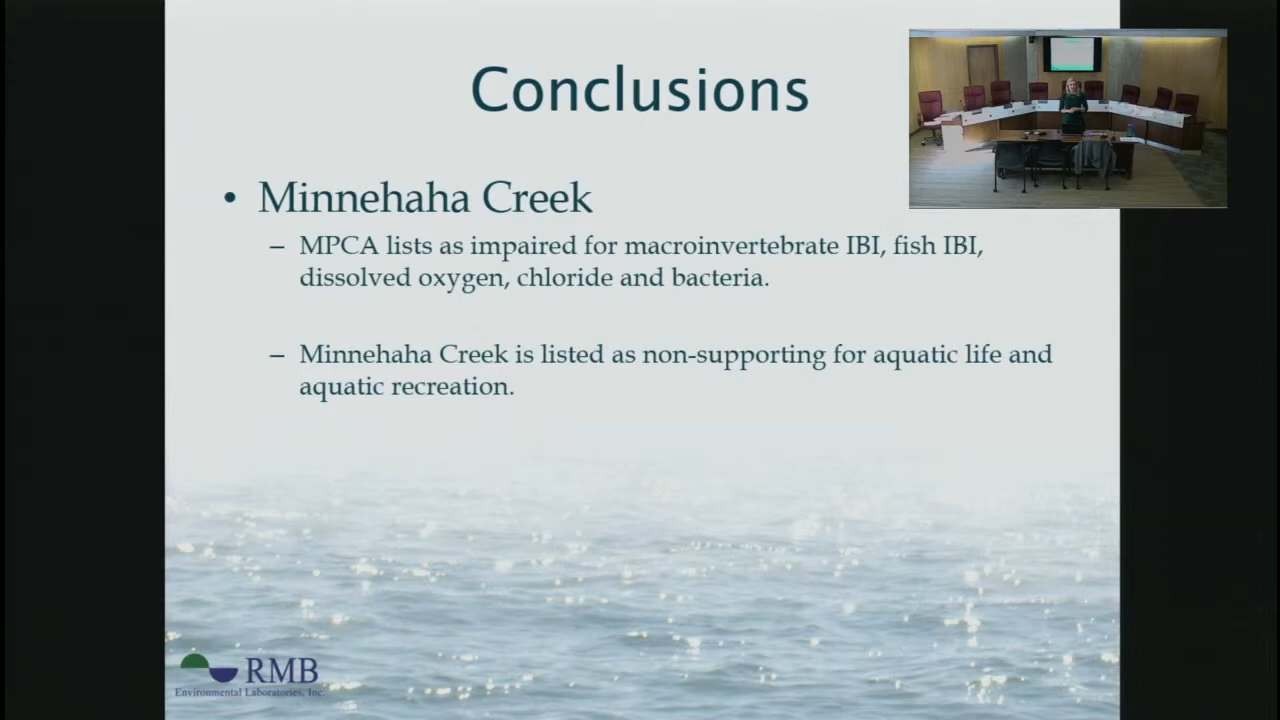 Conclusions
• Minnehaha Creek
– MPCA lists as impaired for macroinvertebrate IBI, fish IBI,
dissolved oxygen, chloride and bacteria.
– Minnehaha Creek is listed as non-supporting for aquatic life and
aquatic recreation.
RMB
Environmental Laboratories, Inc.